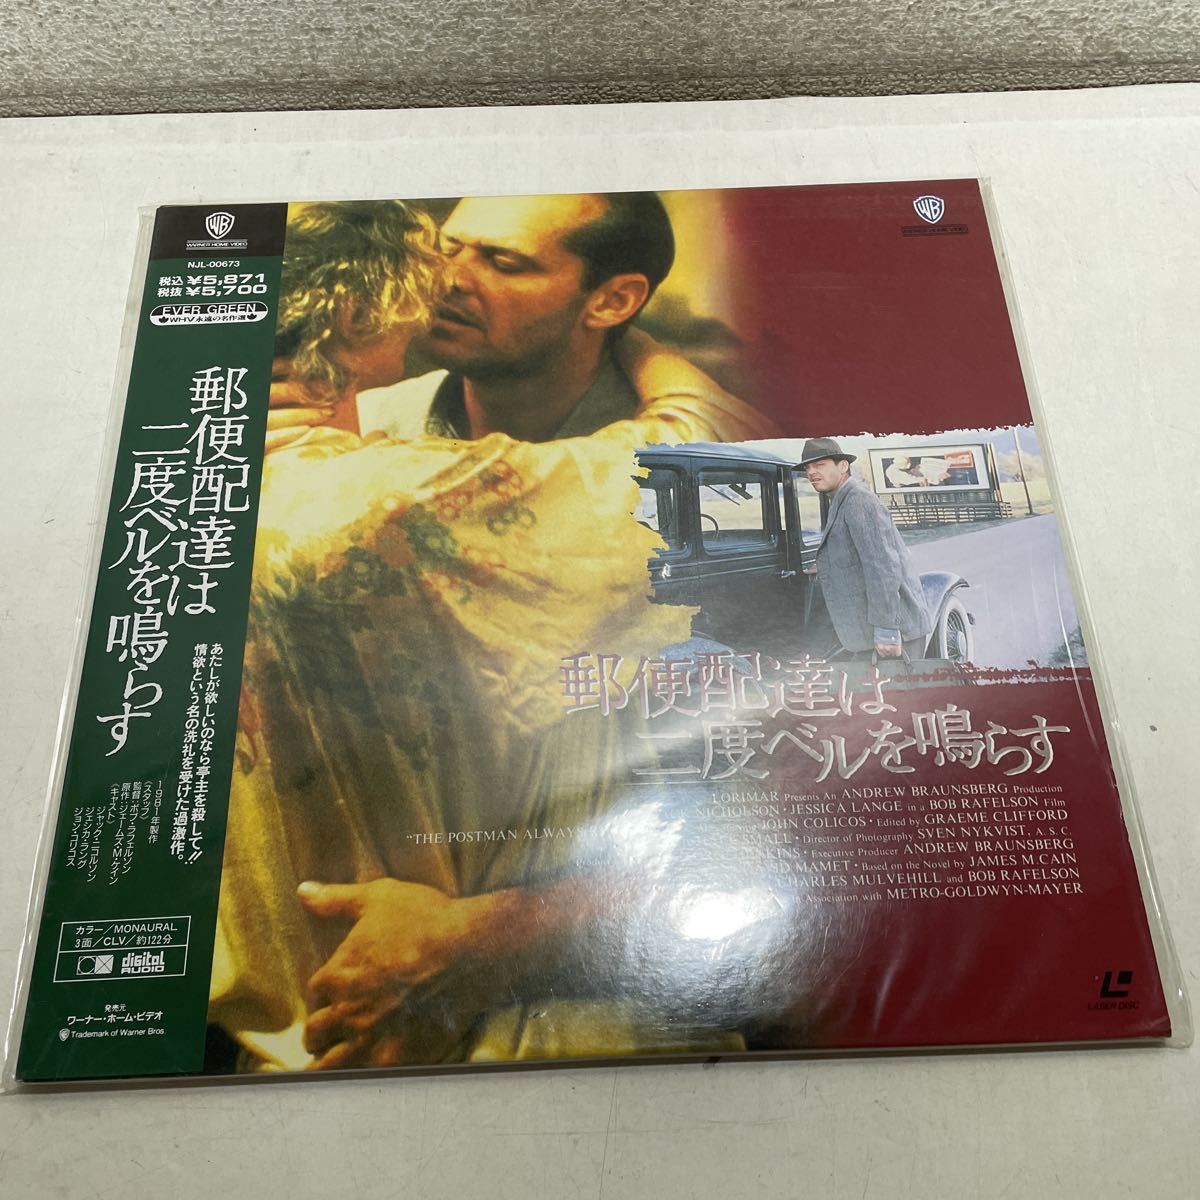 WB
WARNER HOME VIDEO
NJL-00673
税込 ¥5,871
税抜 ¥5,700
EVER GREEN
WHV永遠の名作選
郵便配達は
二度ベルを鳴らす
あたしが欲しいのなら亭主を殺して!!
情欲という名の洗礼を受けた過激作。
1981年製作
《スタッフ》
監督・ボブ・ラフェルソン
原作・ジェームズ・M・ケイン
《キャスト》
ジャック・ニコルソン
ジェシカ・ラング
ジョン・コリコス
カラー/MONAURAL
3面/CLV/約122分
digital
AUDIO
発売元
ワーナー・ホーム・ビデオ
Trademark of Warner Bros.
WB
WARNER HOME VIDEO
郵便配達は
二度ベルを鳴らす
LORIMAR Presents An ANDREW BRAUNSBERG Production
NICHOLSON · JESSICA LANGE in a BOB RAFELSON Film
"THE POSTMAN ALWAYS JOHN COLICOS · Edited by GRAEME CLIFFORD
SMALL · Director of Photography SVEN NYKVIST, A.S.C.
Executive Producer ANDREW BRAUNSBERG
MAMET · Based on the Novel by JAMES M. CAIN
CHARLES MULVEHILL and BOB RAFELSON
Association with METRO-GOLDWYN-MAYER
LASER DISC